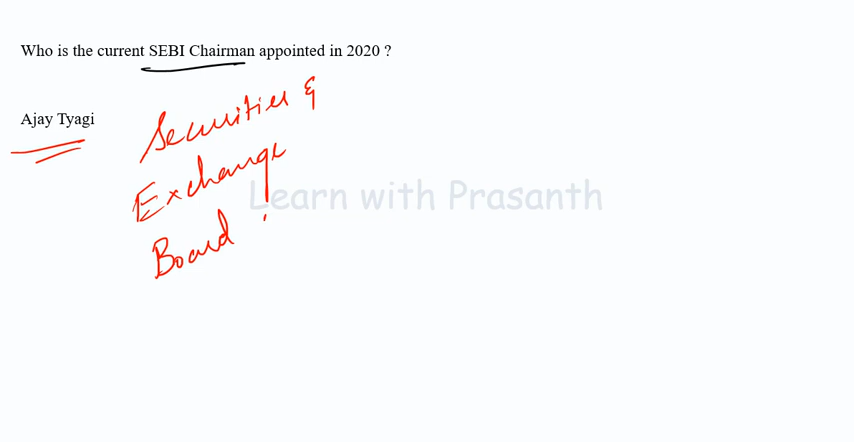 Who is the current SEBI Chairman appointed in 2020 ?
Ajay Tyagi
Securities &
Exchange
Learn with Prasanth
Board